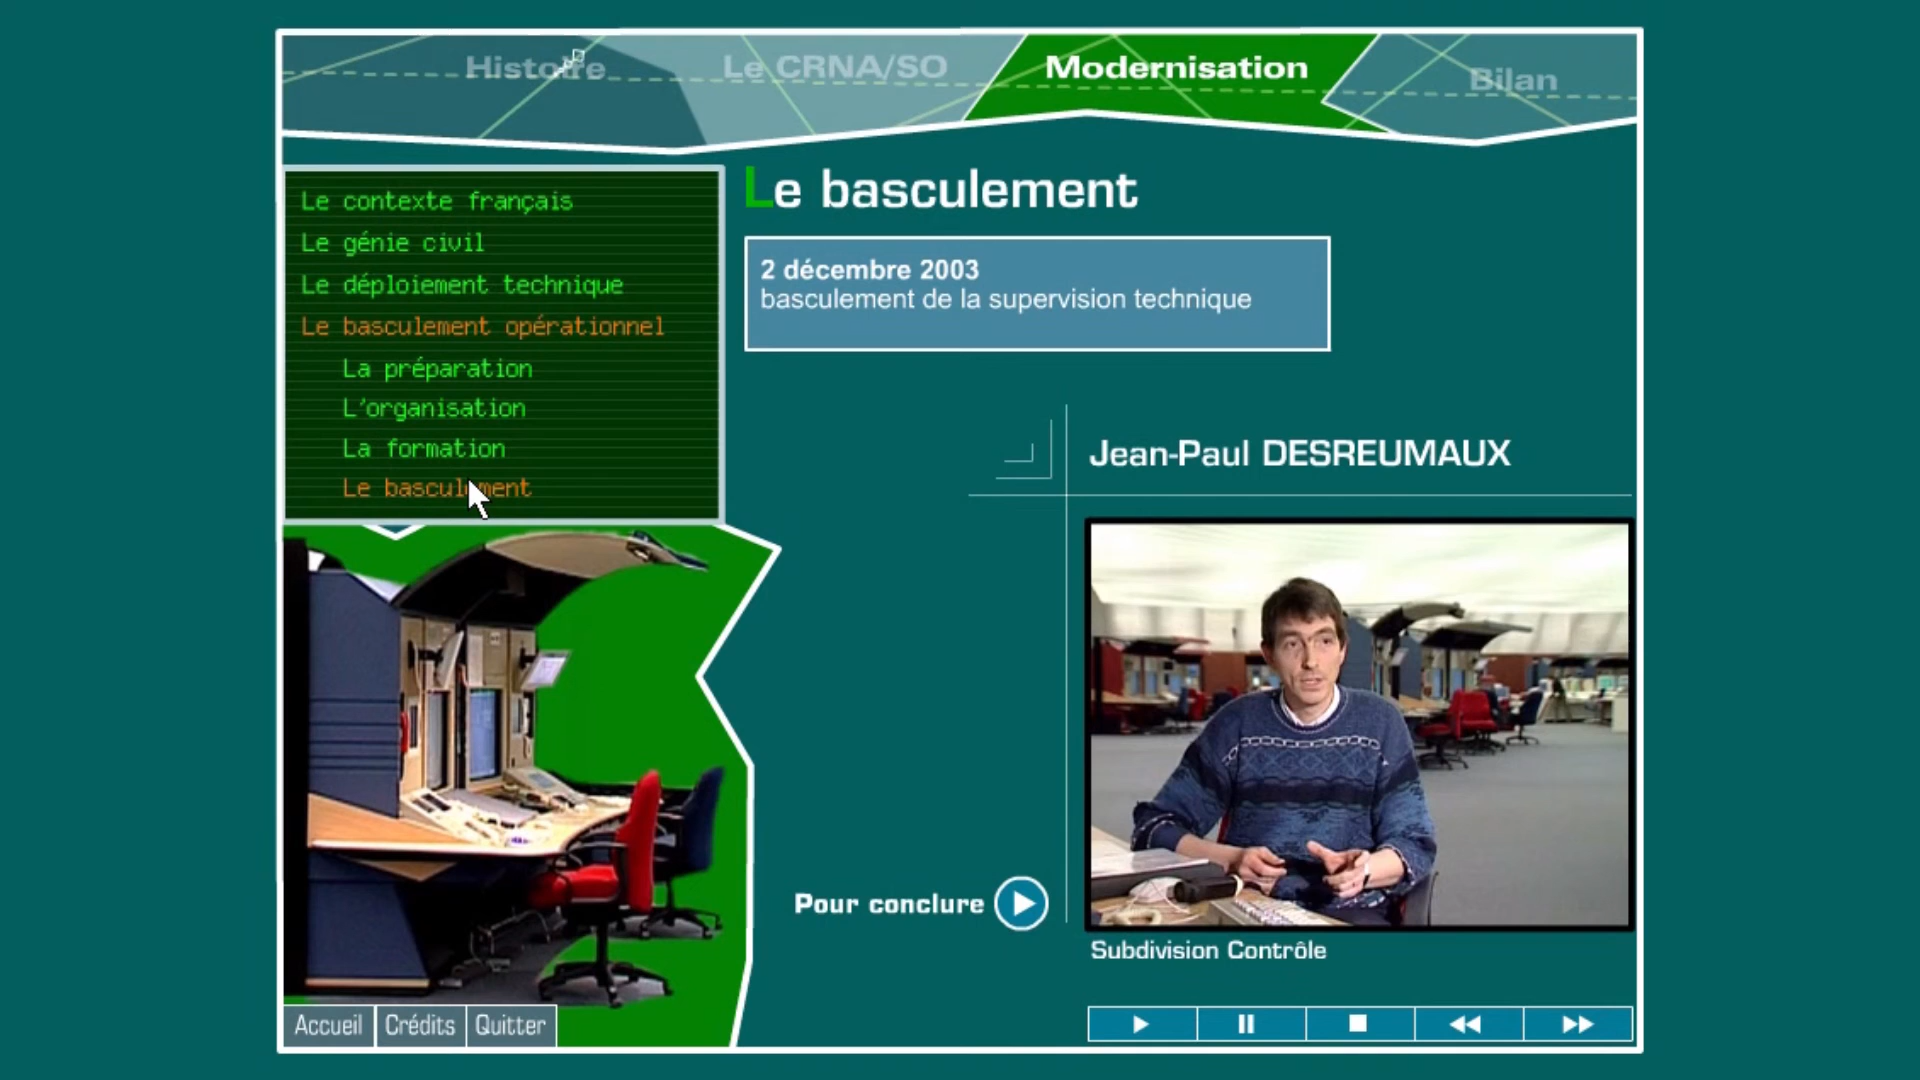 Histoire
Le CRNA/SO
Modernisation
Bilan
Le contexte français
Le génie civil
Le déploiement technique
Le basculement opérationnel
La préparation
L'organisation
La formation
Le basculement
Le basculement
2 décembre 2003
basculement de la supervision technique
Jean-Paul DESREUMAUX
Pour conclure
Subdivision Contrôle
Accueil
Crédits
Quitter